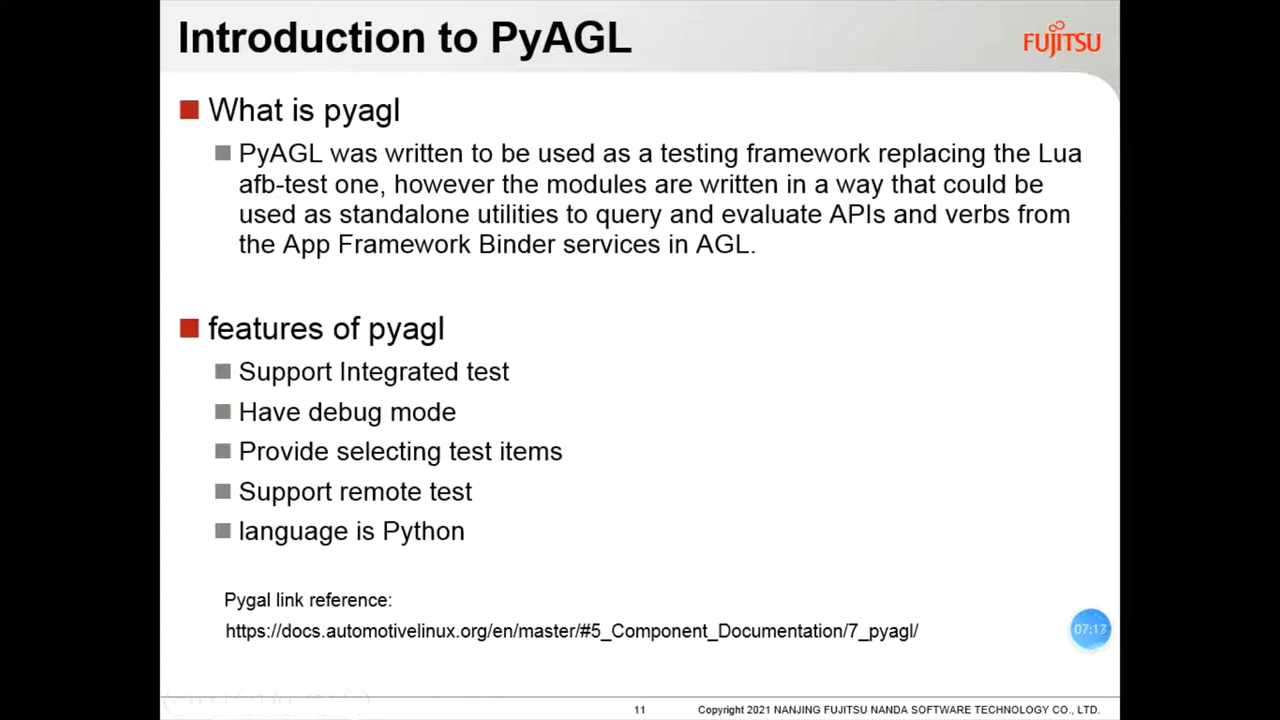 Introduction to PyAGL
FUJITSU
What is pyagl
PyAGL was written to be used as a testing framework replacing the Lua
afb-test one, however the modules are written in a way that could be
used as standalone utilities to query and evaluate APIs and verbs from
the App Framework Binder services in AGL.
features of pyagl
Support Integrated test
Have debug mode
Provide selecting test items
Support remote test
language is Python
Pygal link reference:
https://docs.automotivelinux.org/en/master/#5_Component_Documentation/7_pyagl/
11
Copyright 2021 NANJING FUJITSU NANDA SOFTWARE TECHNOLOGY CO., LTD.